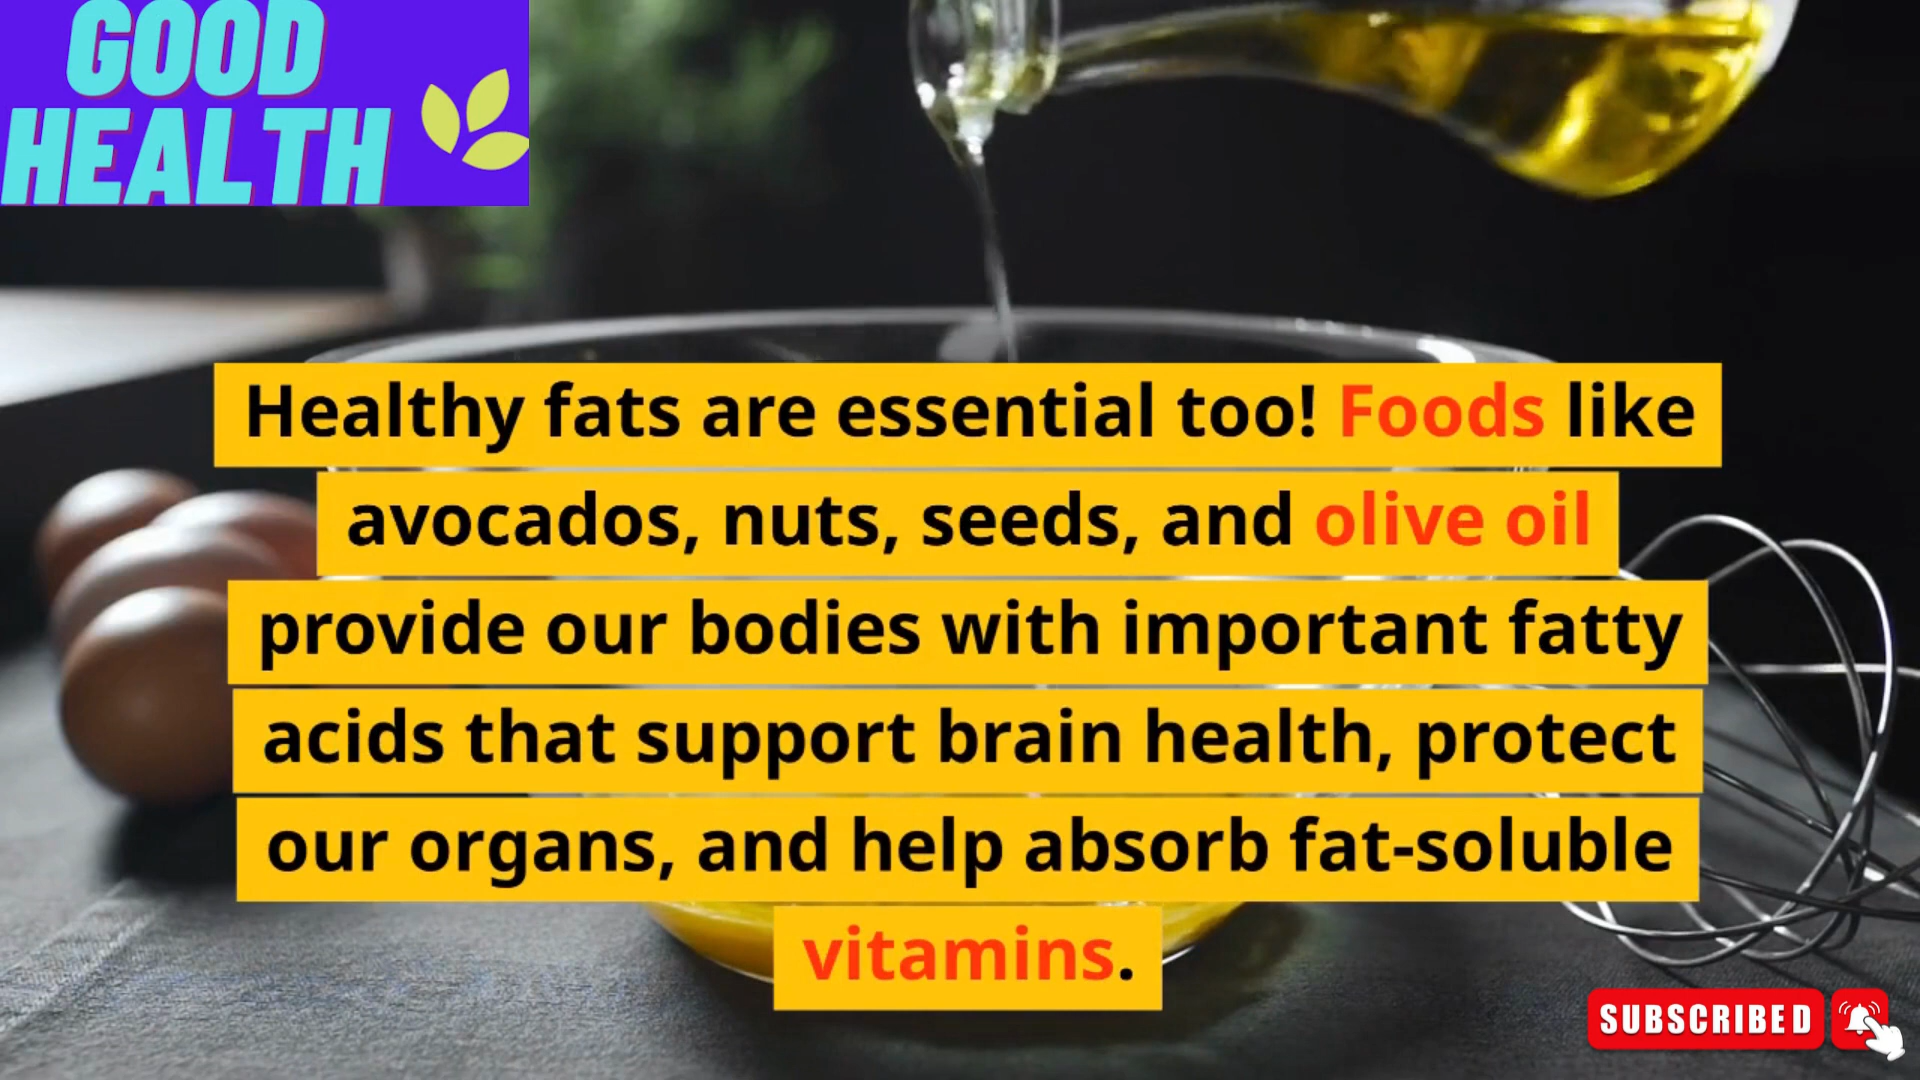 GOOD
HEALTH
Healthy fats are essential too! Foods like
avocados, nuts, seeds, and olive oil
provide our bodies with important fatty
acids that support brain health, protect
our organs, and help absorb fat-soluble
vitamins.
SUBSCRIBED